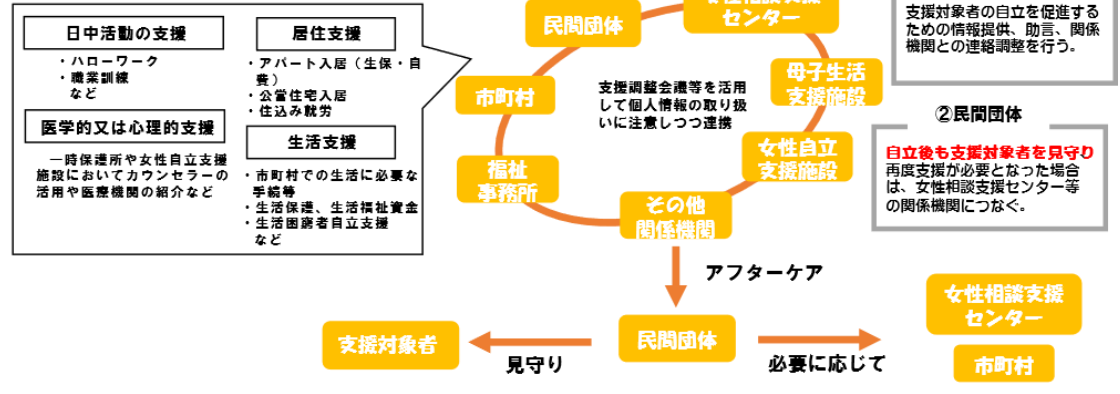 日中活動の支援
・ハローワーク
・職業訓練
など
医学的又は心理的支援
一時保護所や女性自立支援
施設においてカウンセラーの
活用や医療機関の紹介など
居住支援
・アパート入居（生保・自
費）
・公営住宅入居
・住込み就労
生活支援
・市町村での生活に必要な
手続等
・生活保護、生活福祉資金
・生活困窮者自立支援
など
民間団体
女性相談支援
センター
市町村
母子生活
支援施設
支援調整会議等を活用
して個人情報の取り扱
いに注意しつつ連携
福祉
事務所
女性自立
支援施設
その他
関係機関
支援対象者の自立を促進する
ための情報提供、助言、関係
機関との連絡調整を行う。
②民間団体
自立後も支援対象者を見守り
再度支援が必要となった場合
は、女性相談支援センター等
の関係機関につなぐ。
アフターケア
支援対象者
見守り
民間団体
必要に応じて
女性相談支援
センター
市町村